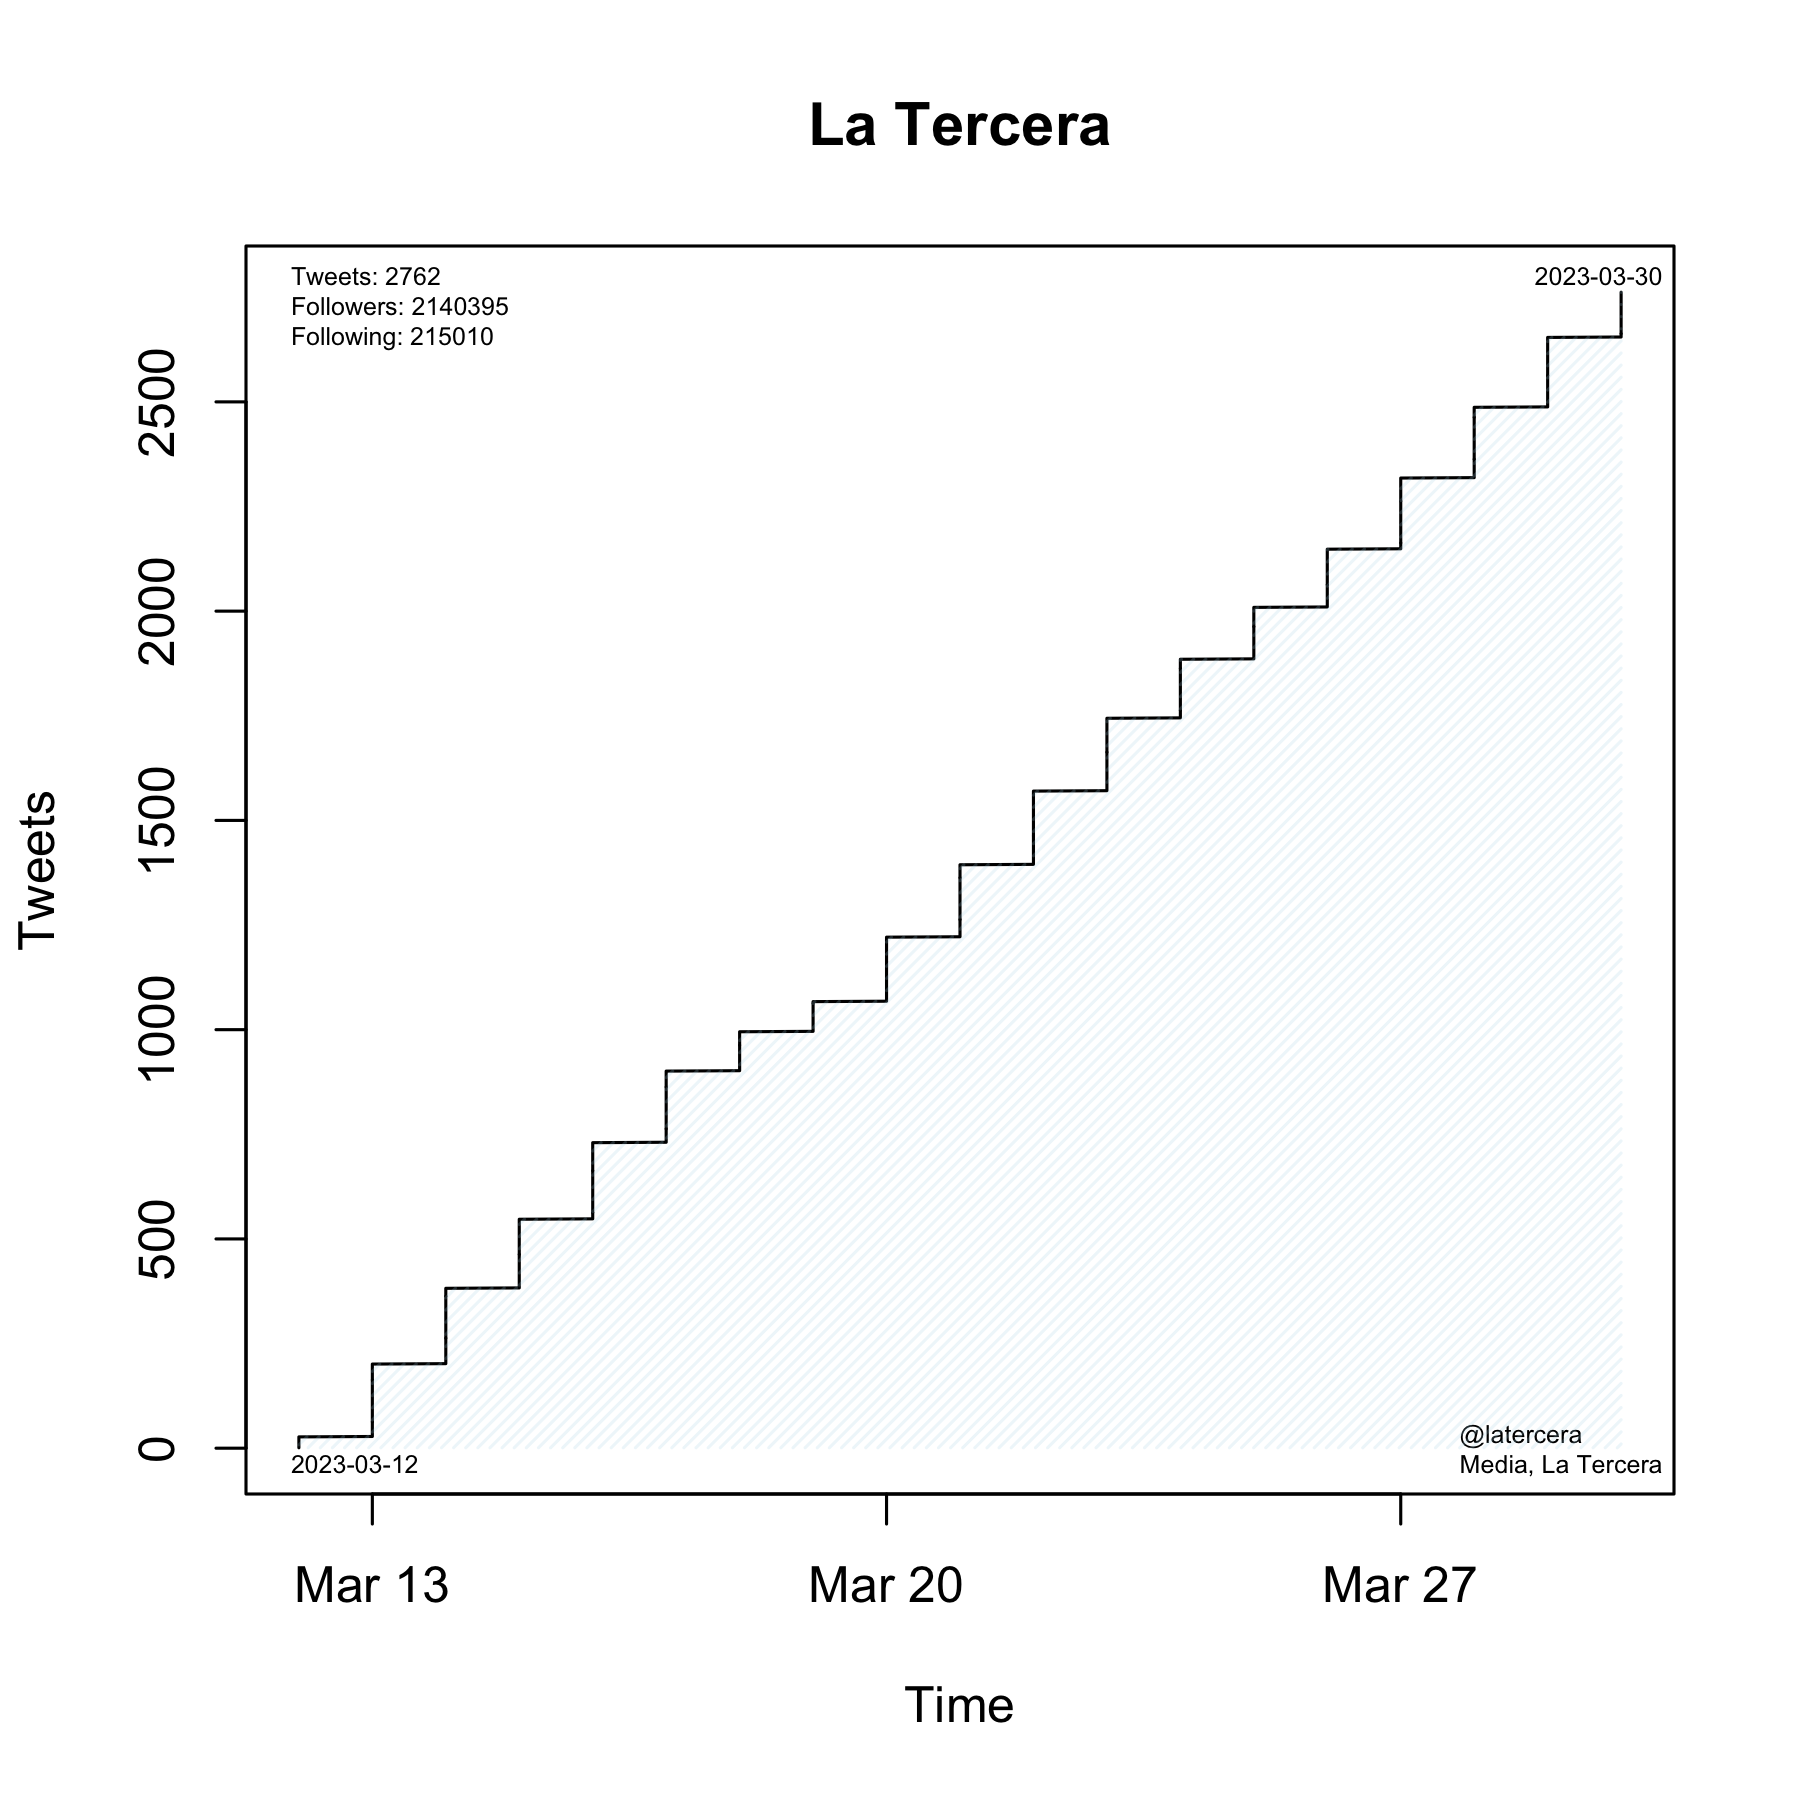 La Tercera
Tweets: 2762
Followers: 2140395
Following: 215010
2023-03-30
2500
2000
1500
1000
500
0
Tweets
2023-03-12
@latercera
Media, La Tercera
Mar 13
Mar 20
Mar 27
Time